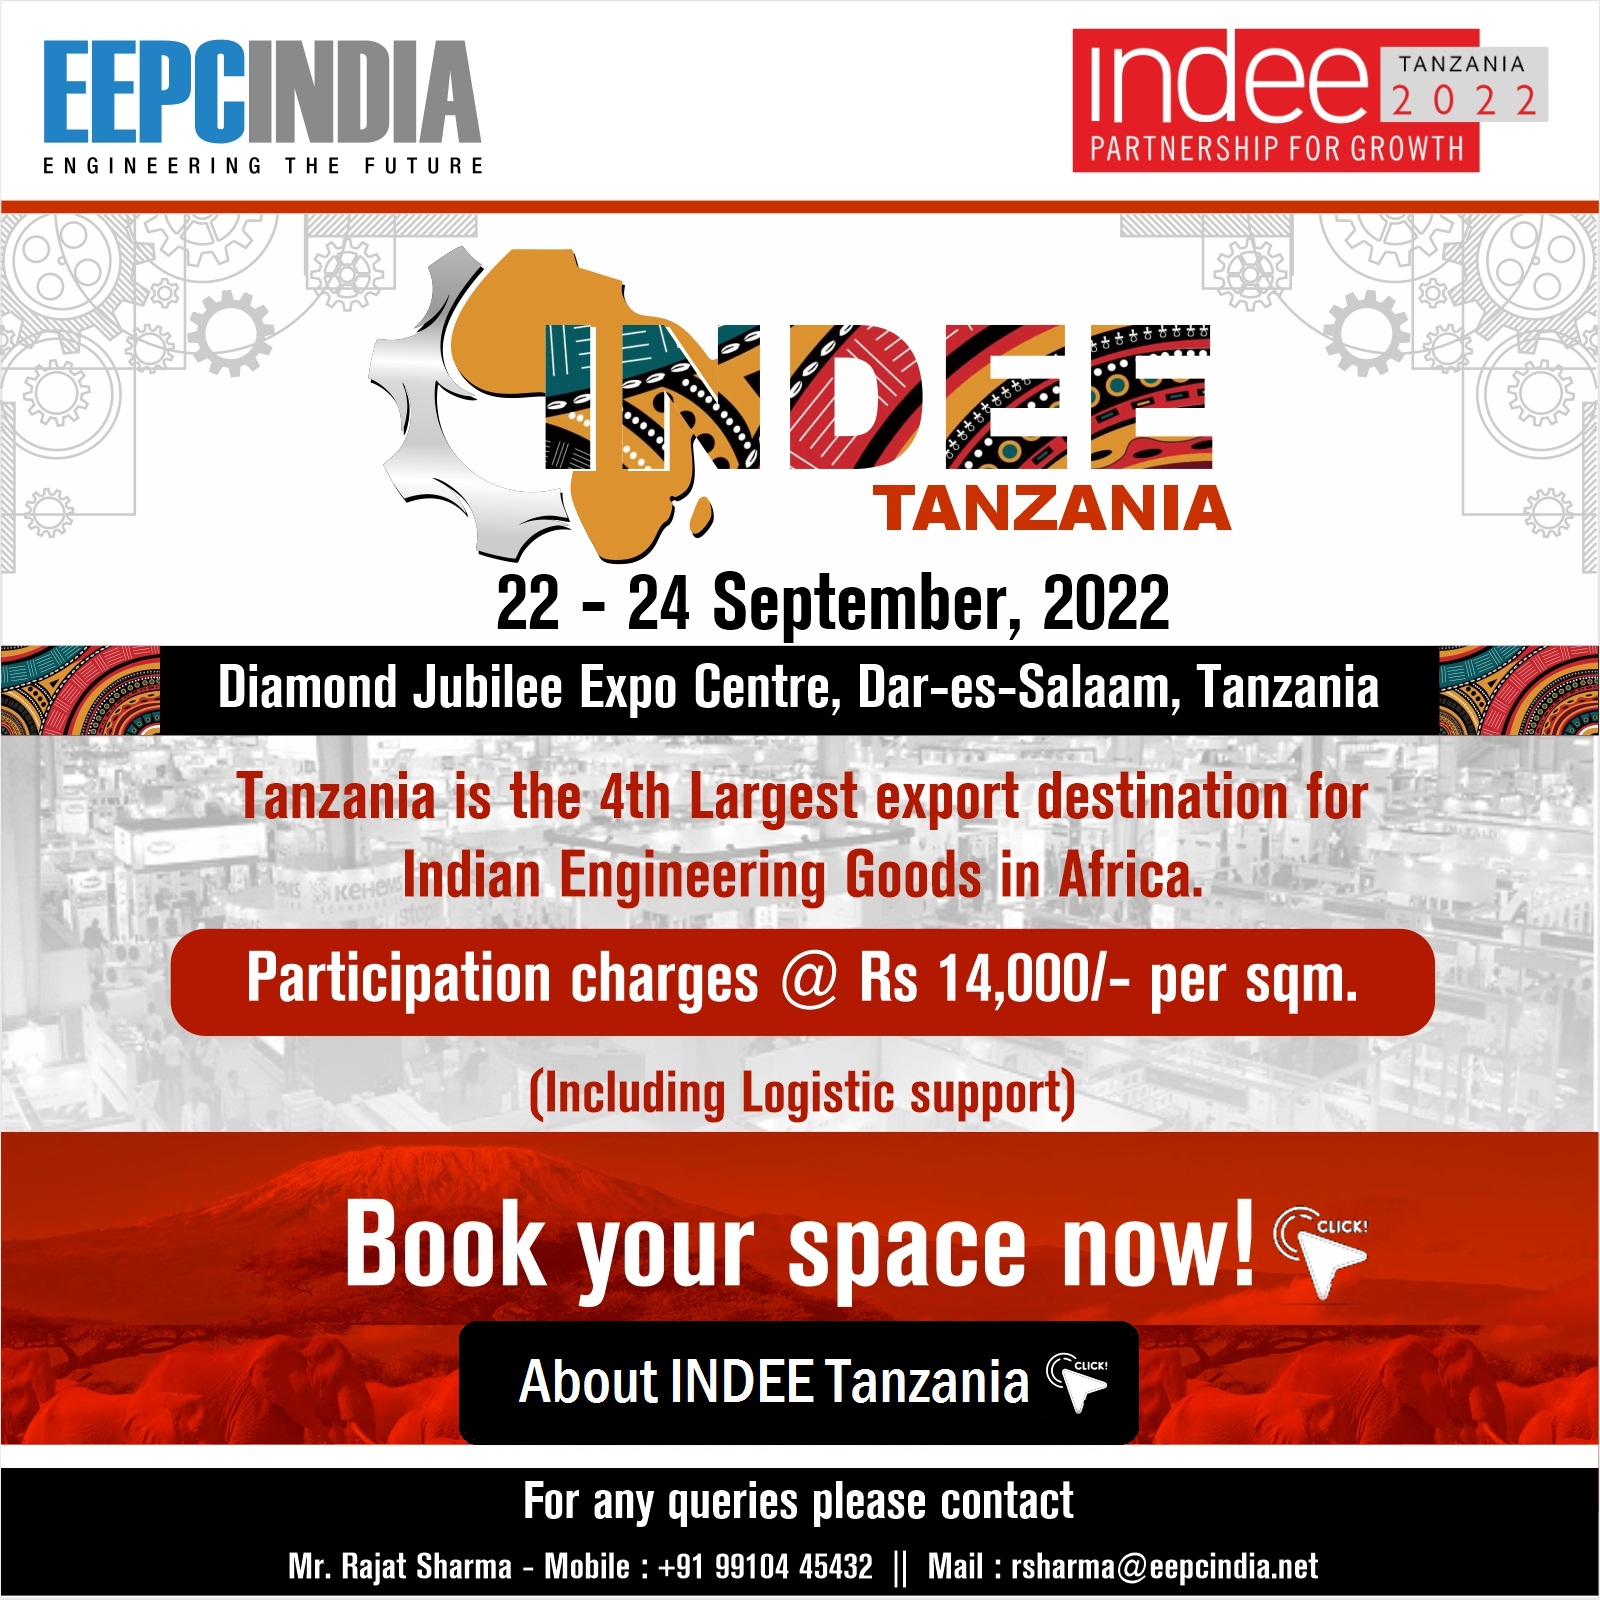 EEPCINDIA
ENGINEERING THE FUTURE
indee
TANZANIA
2022
PARTNERSHIP FOR GROWTH
INDEE
TANZANIA
22 - 24 September, 2022
Diamond Jubilee Expo Centre, Dar-es-Salaam, Tanzania
Tanzania is the 4th Largest export destination for
Indian Engineering Goods in Africa.
Participation charges @ Rs 14,000/- per sqm.
(Including Logistic support)
Book your space now!
CLICK!
About INDEE Tanzania
CLICK!
For any queries please contact
Mr. Rajat Sharma - Mobile : +91 99104 45432 || Mail : rsharma@eepcindia.net